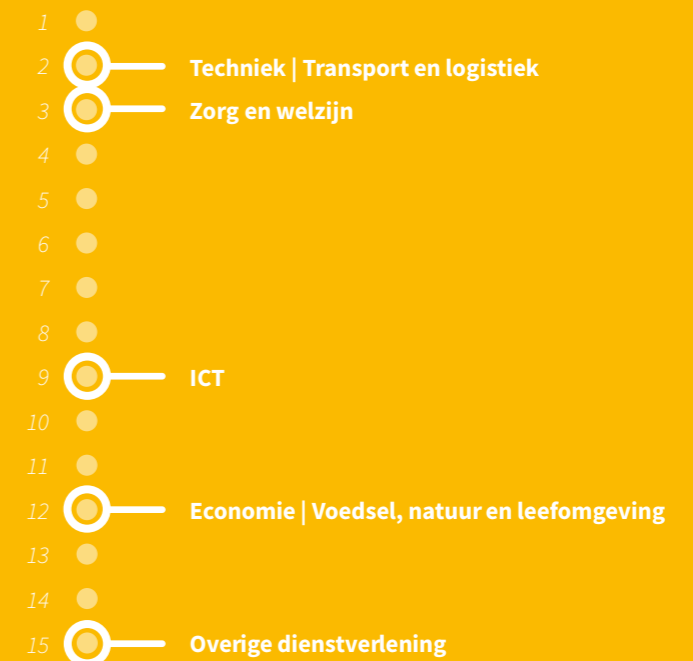 1
2 Techniek | Transport en logistiek
3 Zorg en welzijn
4
5
6
7
8
9 ICT
10
11
12 Economie | Voedsel, natuur en leefomgeving
13
14
15 Overige dienstverlening